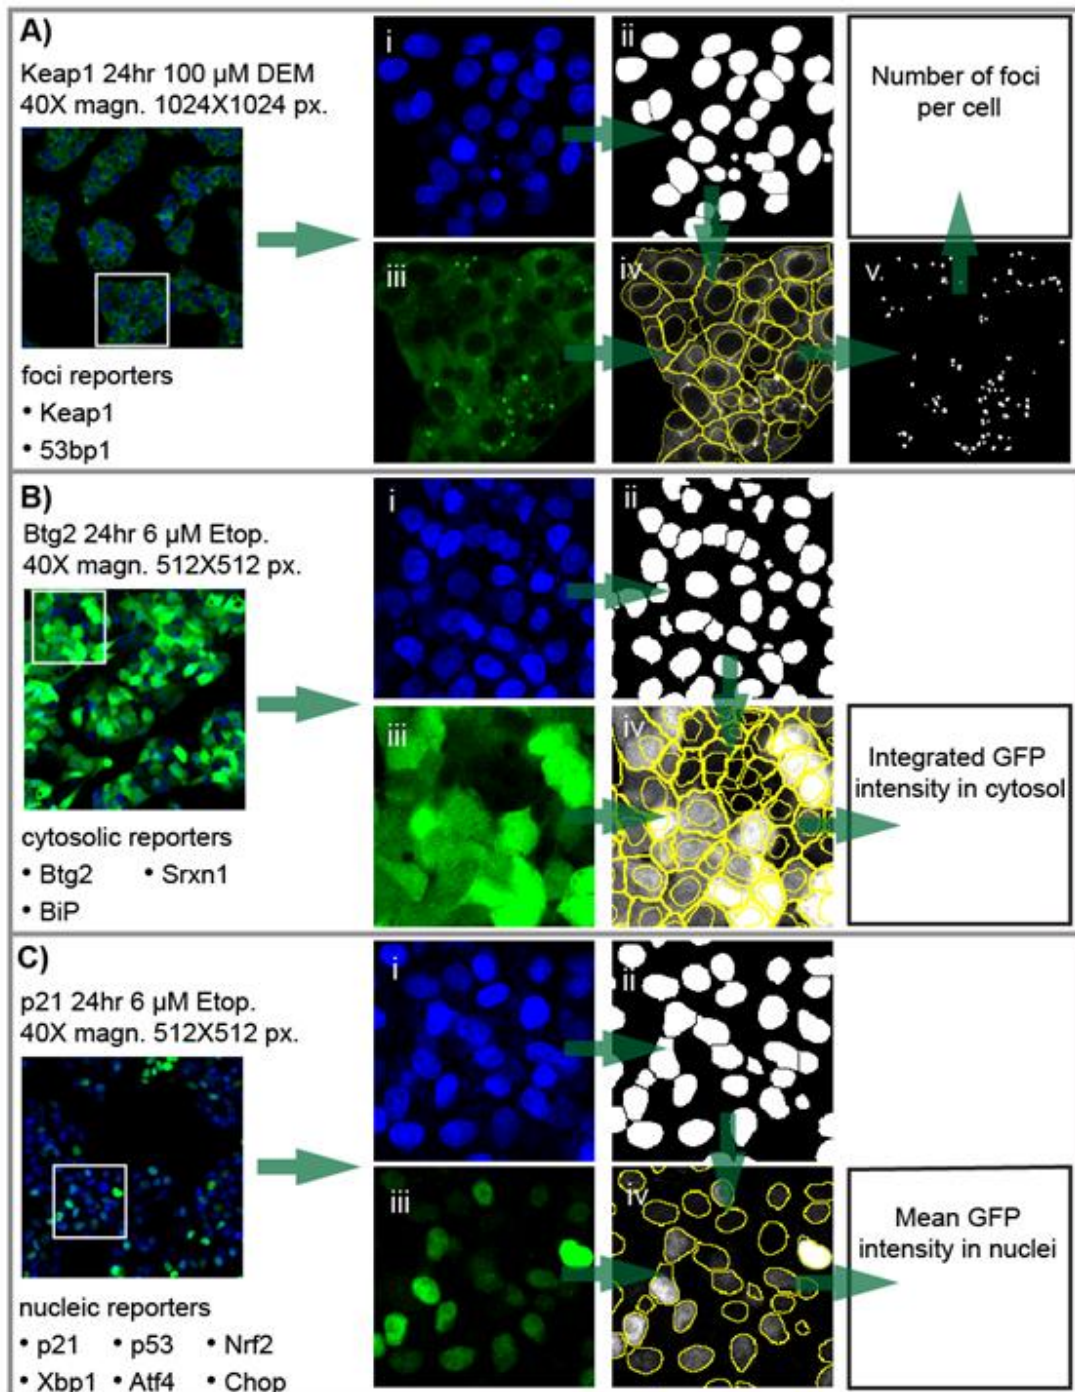 A)
Keap1 24hr 100 µM DEM
40X magn. 1024X1024 px.
i
ii
Number of foci
per cell
foci reporters
• Keap1
• 53bp1
iii
iv
v.
B)
Btg2 24hr 6 µM Etop.
40X magn. 512X512 px.
i
ii
cytosolic reporters
• Btg2 • Srxn1
• BiP
iii
iv
Integrated GFP
intensity in cytosol
C)
p21 24hr 6 µM Etop.
40X magn. 512X512 px.
i
ii
nucleic reporters
• p21 • p53 • Nrf2
• Xbp1 • Atf4 • Chop
iii
iv
Mean GFP
intensity in nuclei